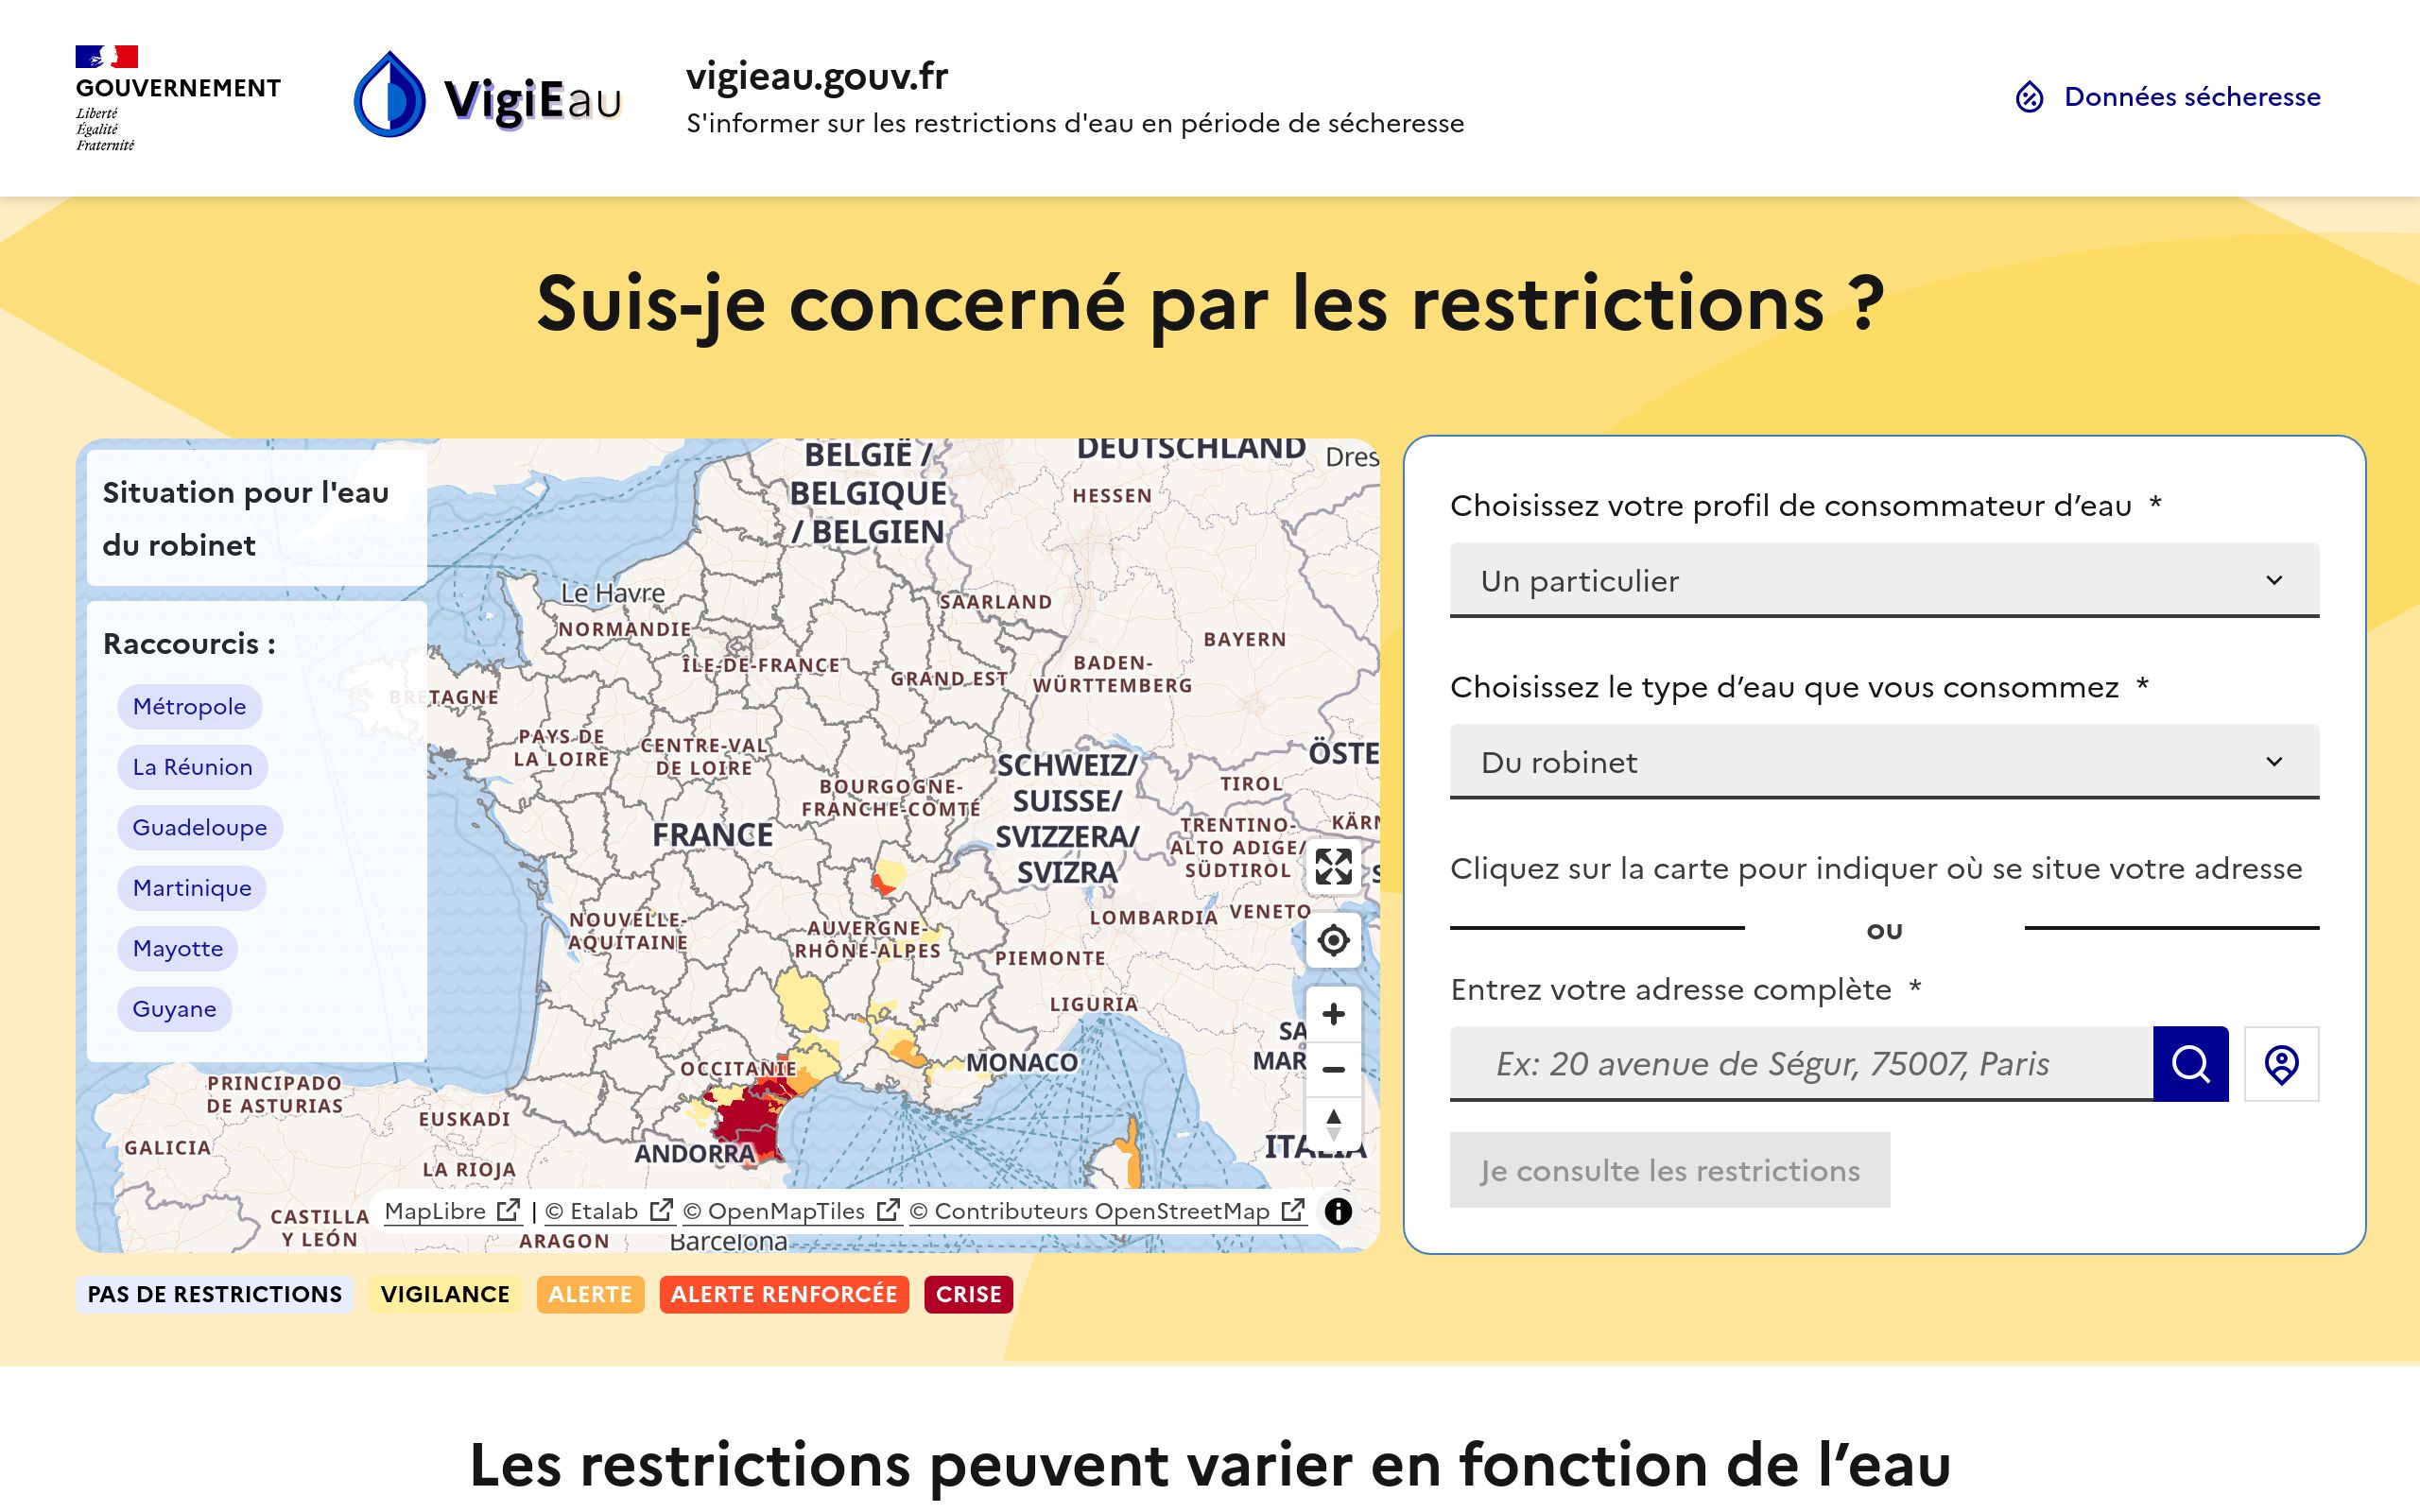 GOUVERNEMENT
Liberté
Égalité
Fraternité
VigiEau
vigieau.gouv.fr
S'informer sur les restrictions d'eau en période de sécheresse
Données sécheresse
Suis-je concerné par les restrictions ?
Situation pour l'eau
du robinet
Raccourcis :
Métropole
La Réunion
Guadeloupe
Martinique
Mayotte
Guyane
BELGIË /
BELGIQUE
/ BELGIEN
DEUTSCHLAND
Dres
HESSEN
Le Havre
NORMANDIE
SAARLAND
ÎLE-DE-FRANCE
GRAND EST
BAYERN
BADEN-
WÜRTTEMBERG
BRETAGNE
PAYS DE
LA LOIRE
CENTRE-VAL
DE LOIRE
BOURGOGNE-
FRANCHE-COMTÉ
SCHWEIZ/
SUISSE/
SVIZZERA/
SVIZRA
ÖSTE
TIROL
KÄRN
TRENTINO-
ALTO ADIGE/
SÜDTIROL
S
FRANCE
NOUVELLE-
AQUITAINE
AUVERGNE-
RHÔNE-ALPES
LOMBARDIA
VENETO
PIEMONTE
LIGURIA
SA
MAR
MONACO
OCCITANIE
PRINCIPADO
DE ASTURIAS
EUSKADI
GALICIA
LA RIOJA
ANDORRA
ITALIA
CASTILLA
Y LEÓN
ARAGON
Barcelona
MapLibre | © Etalab © OpenMapTiles © Contributeurs OpenStreetMap
PAS DE RESTRICTIONS
VIGILANCE
ALERTE
ALERTE RENFORCÉE
CRISE
Choisissez votre profil de consommateur d’eau *
Un particulier
Choisissez le type d’eau que vous consommez *
Du robinet
Cliquez sur la carte pour indiquer où se situe votre adresse
ou
Entrez votre adresse complète *
Ex: 20 avenue de Ségur, 75007, Paris
Je consulte les restrictions
Les restrictions peuvent varier en fonction de l’eau